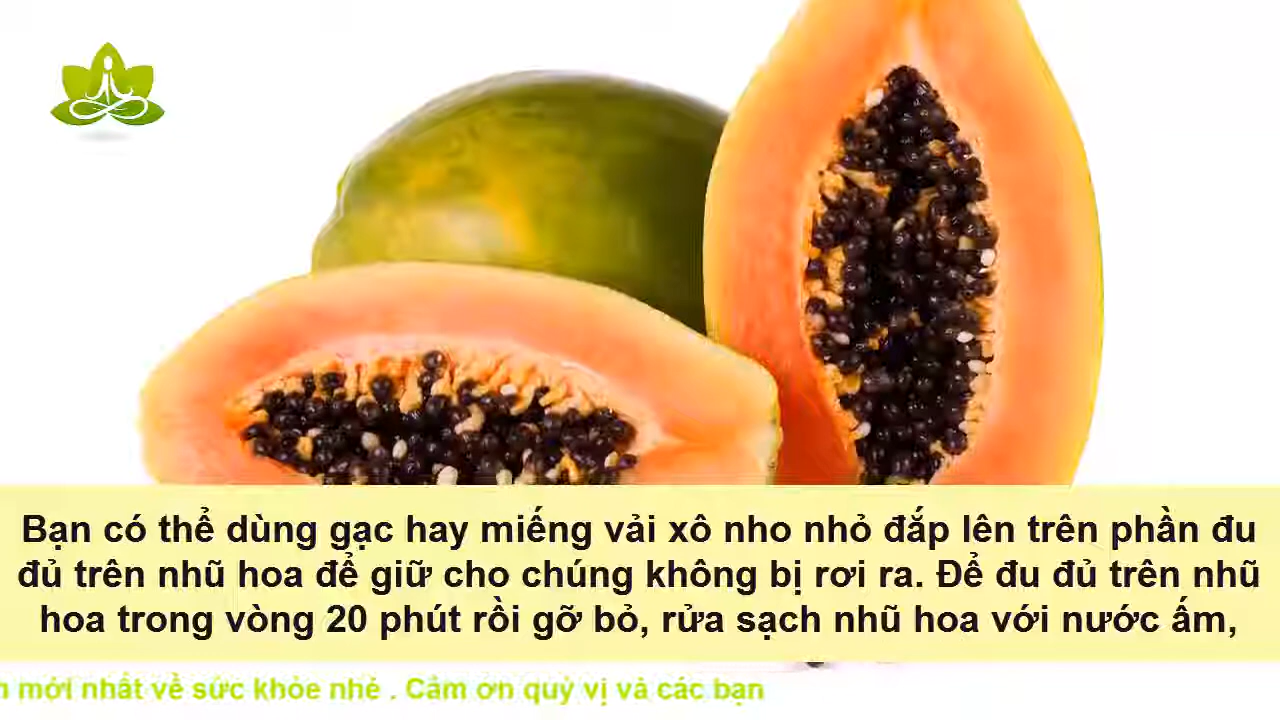 Bạn có thể dùng gạc hay miếng vải xô nho nhỏ đắp lên trên phần đu
đủ trên nhũ hoa để giữ cho chúng không bị rơi ra. Để đu đủ trên nhũ
hoa trong vòng 20 phút rồi gỡ bỏ, rửa sạch nhũ hoa với nước ấm,
mới nhất về sức khỏe nhé . Cảm ơn quý vị và các bạn